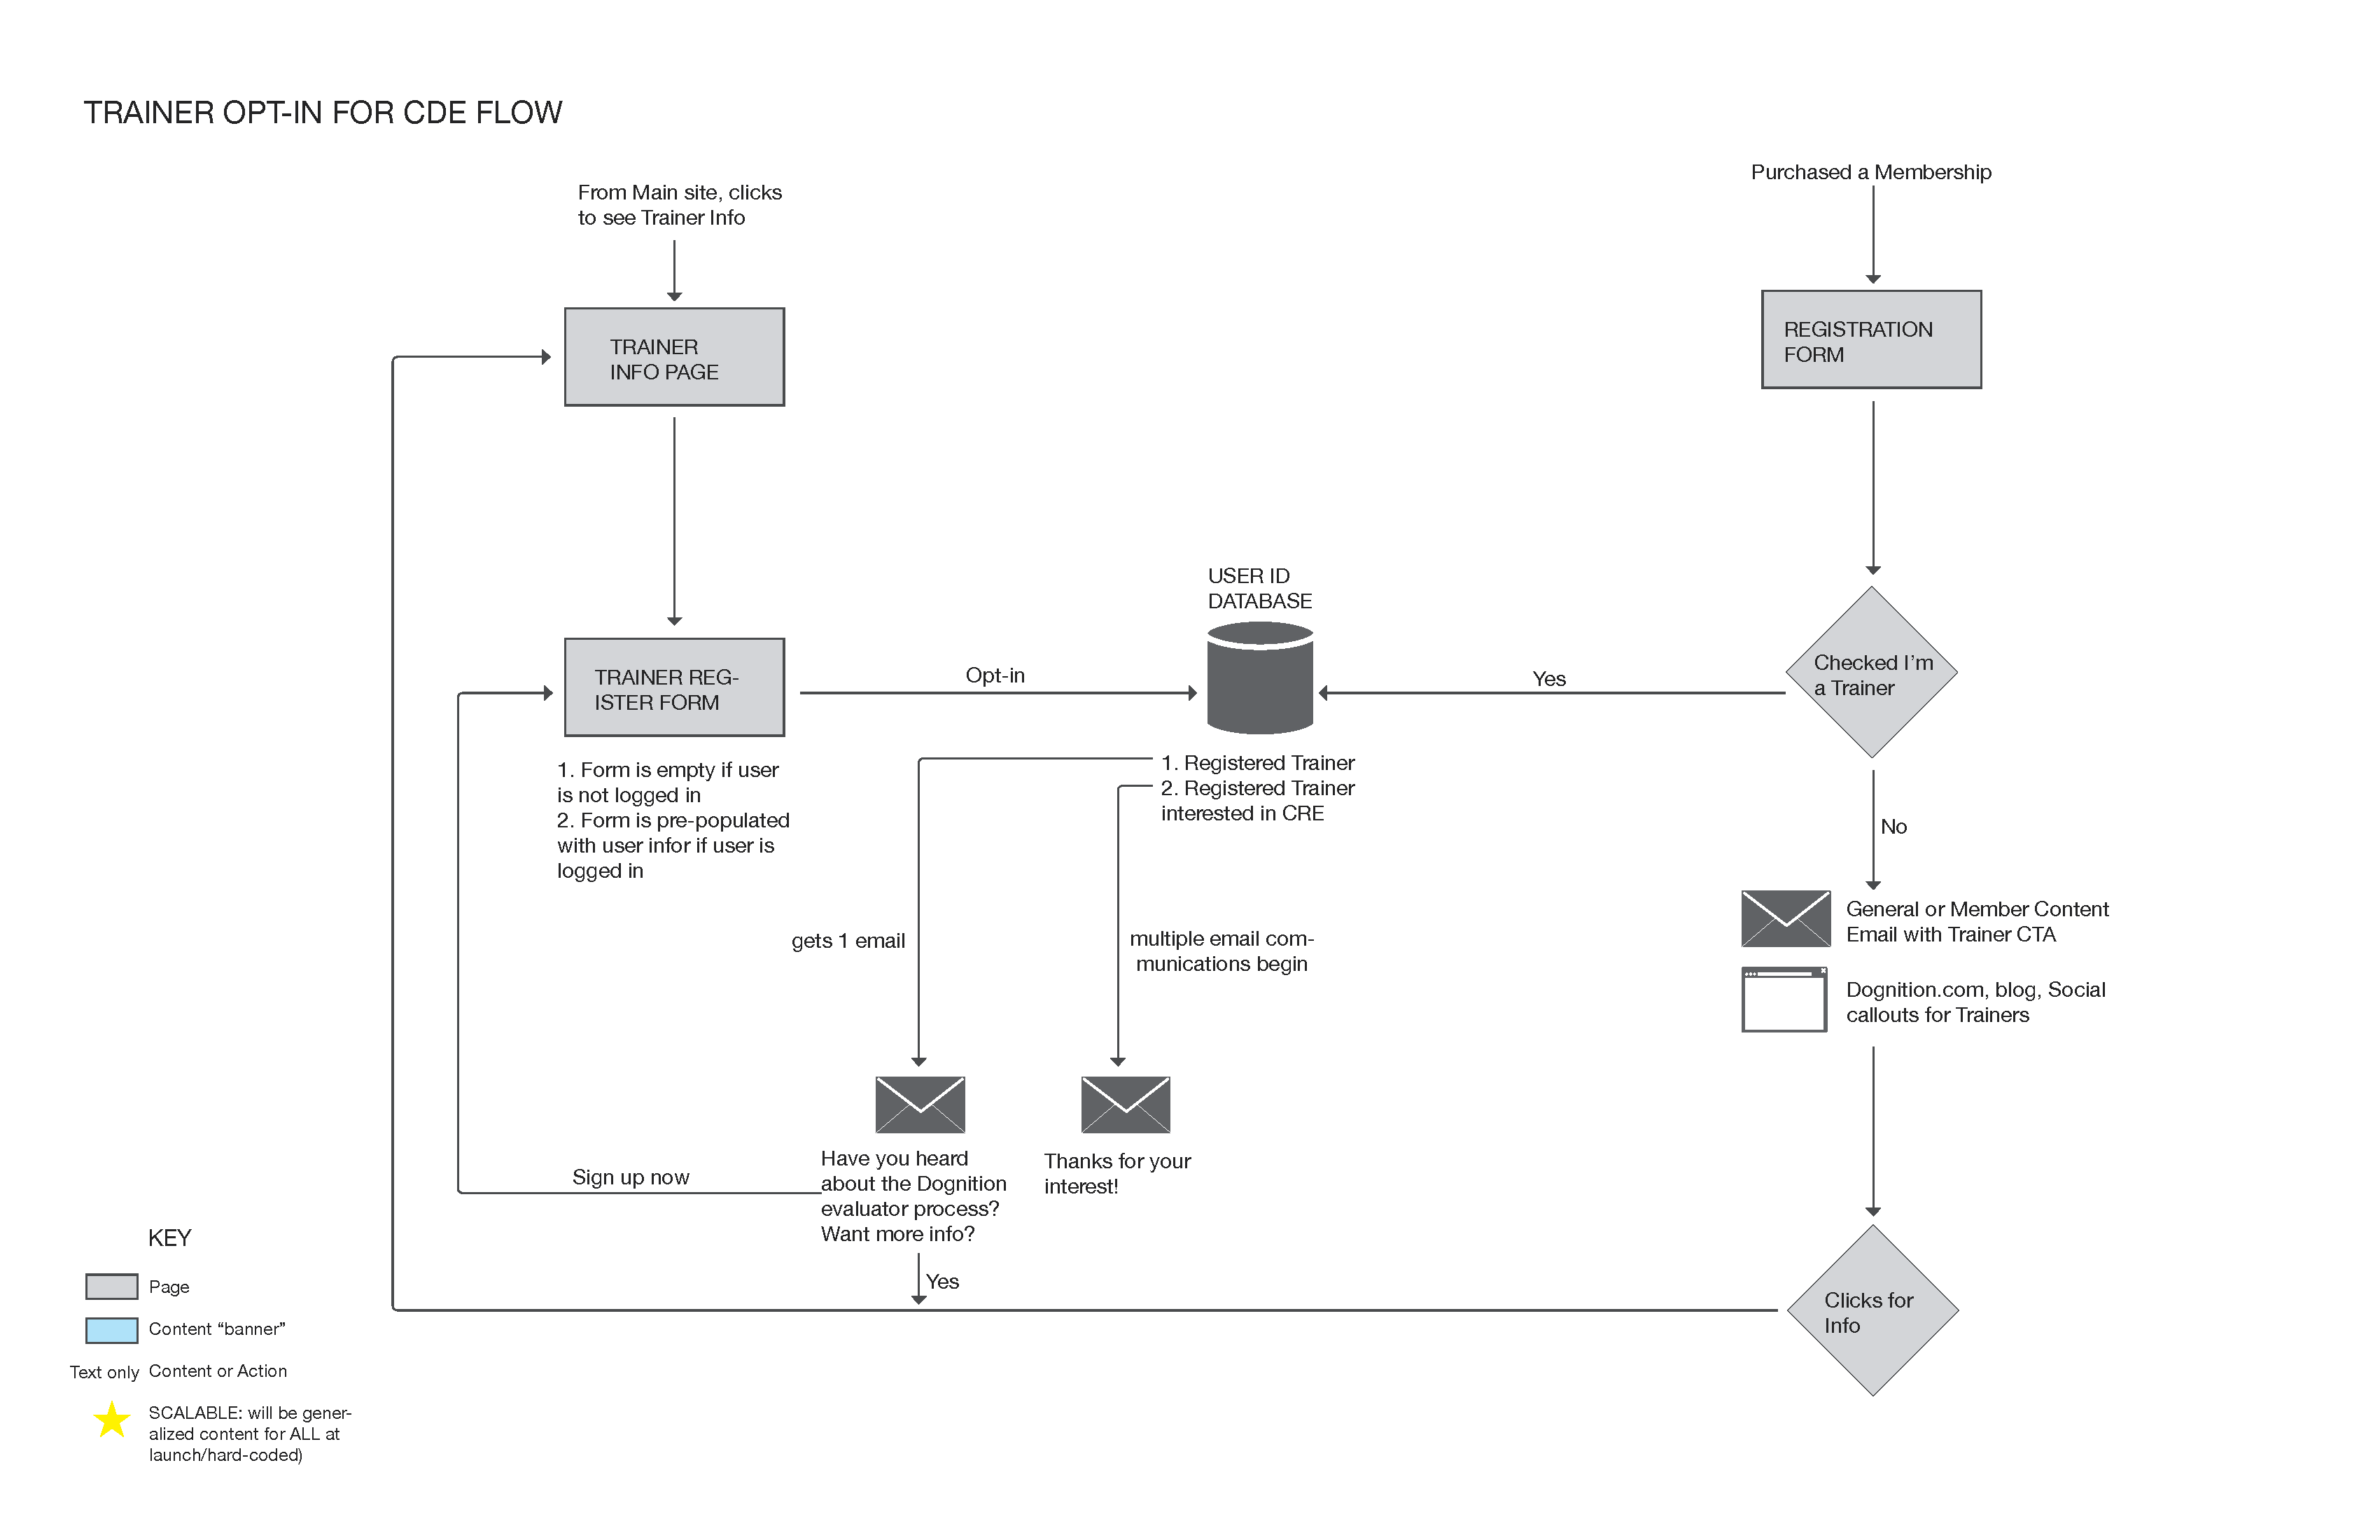 TRAINER OPT-IN FOR CDE FLOW
From Main site, clicks
to see Trainer Info
Purchased a Membership
TRAINER
INFO PAGE
REGISTRATION
FORM
USER ID
DATABASE
TRAINER REG-
ISTER FORM
Opt-in
Yes
Checked I'm
a Trainer
1. Form is empty if user
is not logged in
2. Form is pre-populated
with user infor if user is
logged in
1. Registered Trainer
2. Registered Trainer
interested in CRE
No
gets 1 email
multiple email com-
munications begin
General or Member Content
Email with Trainer CTA
Dognition.com, blog, Social
callouts for Trainers
Sign up now
Have you heard
about the Dognition
evaluator process?
Want more info?
Thanks for your
interest!
Yes
Clicks for
Info
KEY
Page
Content “banner”
Text only Content or Action
SCALABLE: will be gener-
alized content for ALL at
launch/hard-coded)